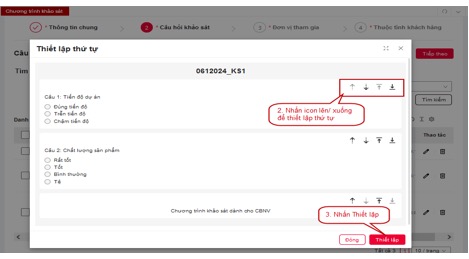 Chương trình khảo sát
* Thông tin chung
2 * Câu hỏi khảo sát
3 * Đơn vị tham gia
4 * Thuộc tính khách hàng
Câu
Tiếp theo
Thiết lập thứ tự
0612024_KS1
Tìm
Câu 1: Tiến độ dự án
Đúng tiến độ
Trễn tiến độ
Chậm tiến độ
2. Nhấn icon lên/ xuống
để thiết lập thứ tự
Tìm kiếm
Danh
Thao tác
Câu 2: Chất lượng sản phẩm
Rất tốt
Tốt
Bình thường
Tệ
Chương trình khảo sát dành cho CBNV
3. Nhấn Thiết lập
Đóng
Thiết lập
Tất cả
10 / trang